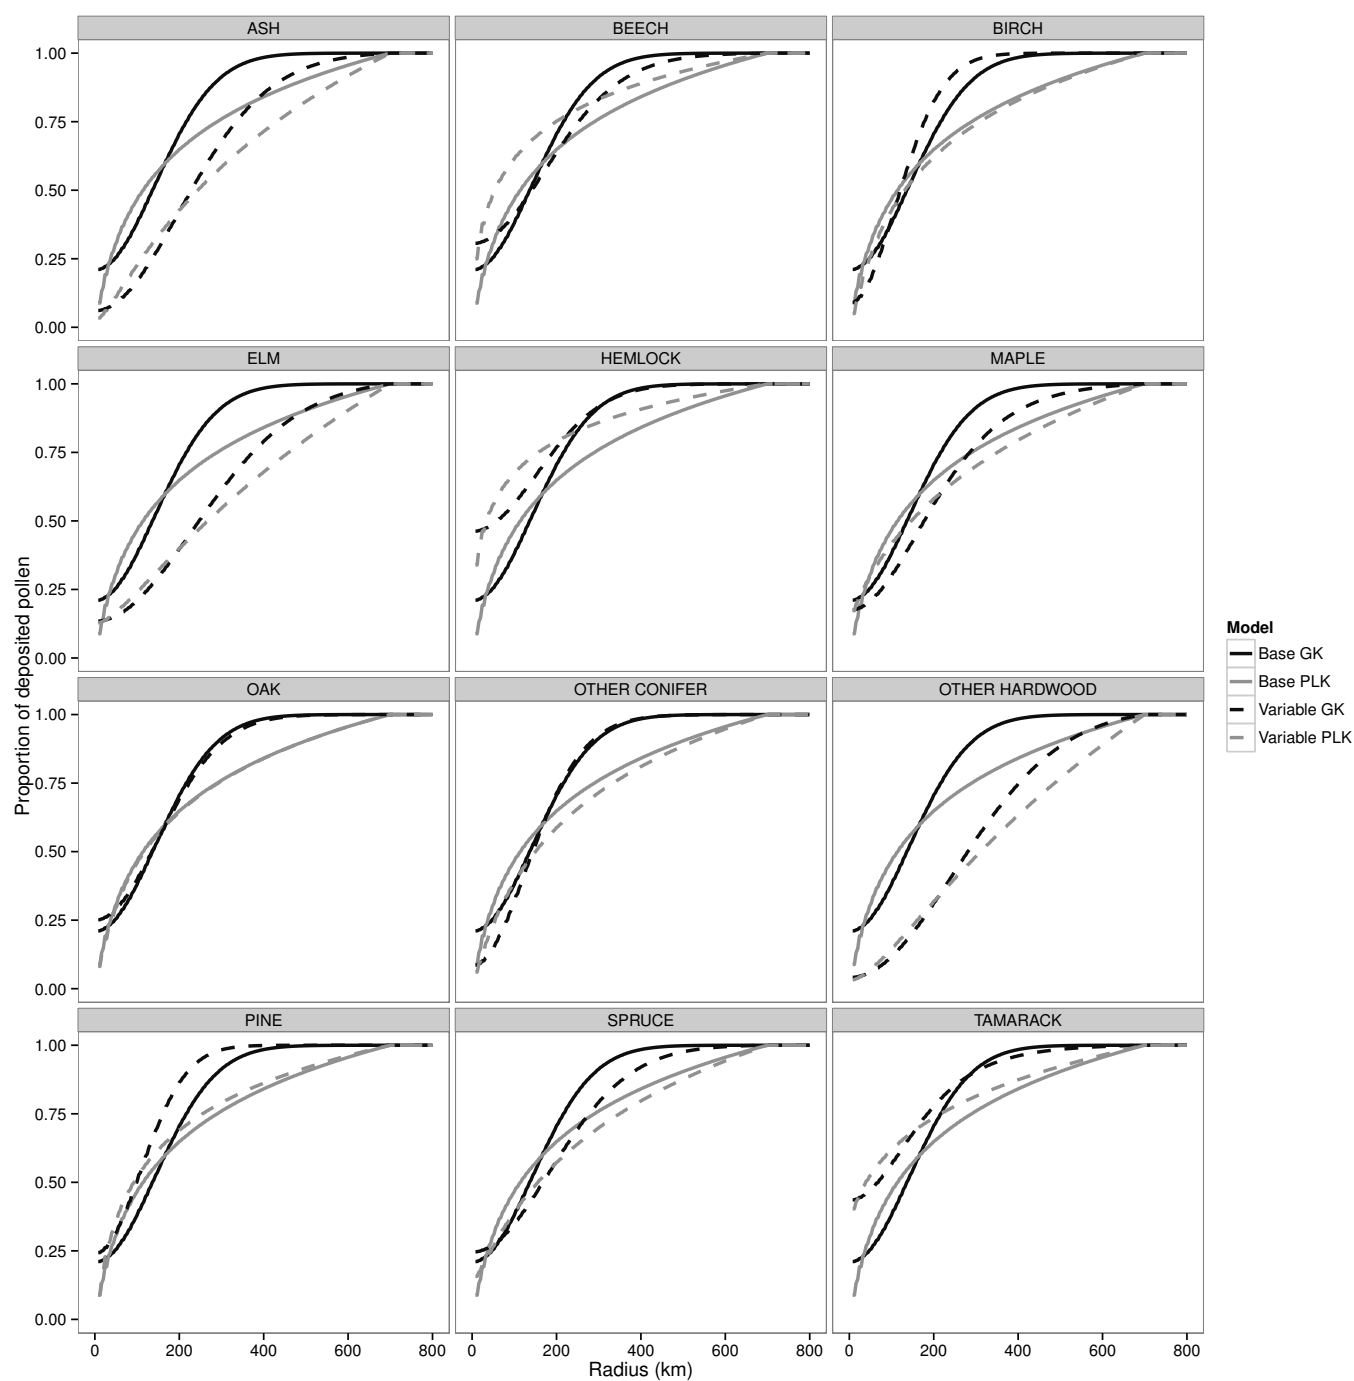 ASH
BEECH
BIRCH
1.00
0.75
0.50
0.25
0.00
ELM
HEMLOCK
MAPLE
1.00
0.75
0.50
0.25
0.00
OAK
OTHER CONIFER
OTHER HARDWOOD
1.00
0.75
0.50
0.25
0.00
PINE
SPRUCE
TAMARACK
1.00
0.75
0.50
0.25
0.00
0 200 400 600 800
0 200 400 600 800
0 200 400 600 800
Radius (km)
Proportion of deposited pollen
Model
Base GK
Base PLK
Variable GK
Variable PLK